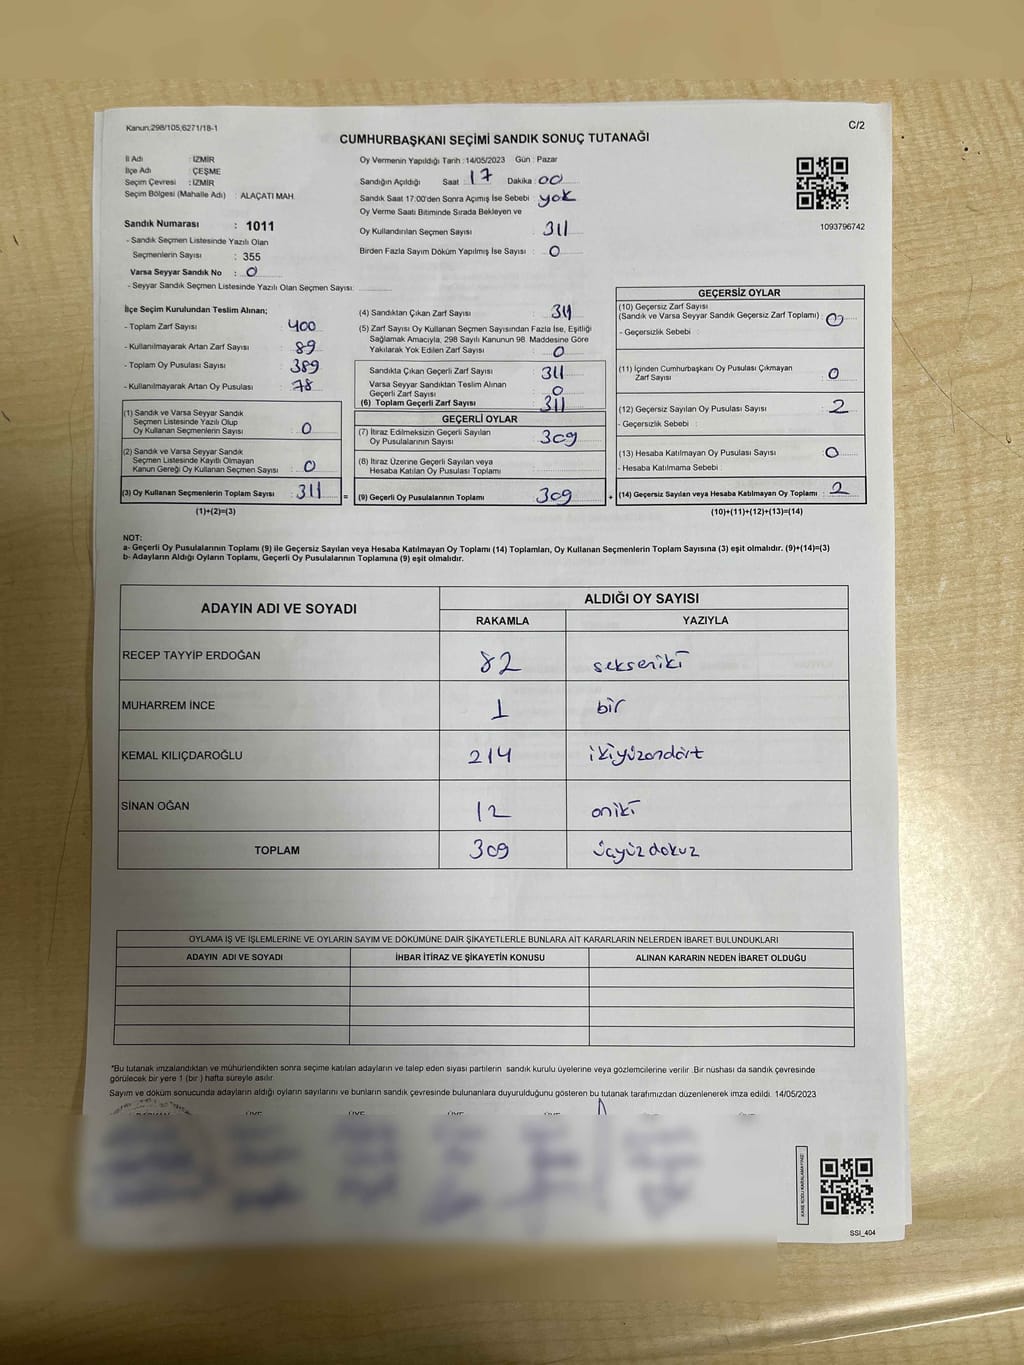 Kanun;298/105,6271/18-1
C/2
CUMHURBAŞKANI SEÇİMİ SANDIK SONUÇ TUTANAĞI
İl Adı : İZMİR
İlçe Adı : ÇEŞME
Seçim Çevresi : İZMİR
Seçim Bölgesi (Mahalle Adı) : ALAÇATI MAH.
Sandık Numarası : 1011
- Sandık Seçmen Listesinde Yazılı Olan
Seçmenlerin Sayısı : 355
Varsa Seyyar Sandık No : 0
- Seyyar Sandık Seçmen Listesinde Yazılı Olan Seçmen Sayısı:
Oy Vermenin Yapıldığı Tarih : 14/05/2023 Gün : Pazar
Sandığın Açıldığı Saat : 17 Dakika : 00
Sandık Saat 17:00'den Sonra Açımış İse Sebebi : yok
Oy Verme Saati Bitiminde Sırada Bekleyen ve
Oy Kullandırılan Seçmen Sayısı : 311
Birden Fazla Sayım Döküm Yapılmış İse Sayısı : 0
1093796742
İlçe Seçim Kurulundan Teslim Alınan;
- Toplam Zarf Sayısı : 400
- Kullanılmayarak Artan Zarf Sayısı : 89
- Toplam Oy Pusulası Sayısı : 389
- Kullanılmayarak Artan Oy Pusulası : 78
(1) Sandık ve Varsa Seyyar Sandık
Seçmen Listesinde Yazılı Olup
Oy Kullanan Seçmenlerin Sayısı : 0
(2) Sandık ve Varsa Seyyar Sandık
Seçmen Listesinde Kayıtlı Olmayan
Kanun Gereği Oy Kullanan Seçmen Sayısı : 0
(3) Oy Kullanan Seçmenlerin Toplam Sayısı : 311 =
(1)+(2)=(3)
(4) Sandıktan Çıkan Zarf Sayısı : 311
(5) Zarf Sayısı Oy Kullanan Seçmen Sayısından Fazla İse, Eşitliği
Sağlamak Amacıyla, 298 Sayılı Kanunun 98. Maddesine Göre
Yakılarak Yok Edilen Zarf Sayısı : 0
Sandıkta Çıkan Geçerli Zarf Sayısı : 311
Varsa Seyyar Sandıktan Teslim Alınan
Geçerli Zarf Sayısı : 0
(6) Toplam Geçerli Zarf Sayısı : 311
GEÇERLİ OYLAR
(7) İtiraz Edilmeksizin Geçerli Sayılan
Oy Pusulalarının Sayısı : 309
(8) İtiraz Üzerine Geçerli Sayılan veya
Hesaba Katılan Oy Pusulası Toplamı :
(9) Geçerli Oy Pusulalarının Toplamı : 309 +
GEÇERSİZ OYLAR
(10) Geçersiz Zarf Sayısı
(Sandık ve Varsa Seyyar Sandık Geçersiz Zarf Toplamı) : 0
- Geçersizlik Sebebi :
(11) İçinden Cumhurbaşkanı Oy Pusulası Çıkmayan
Zarf Sayısı : 0
(12) Geçersiz Sayılan Oy Pusulası Sayısı : 2
- Geçersizlik Sebebi :
(13) Hesaba Katılmayan Oy Pusulası Sayısı : 0
- Hesaba Katılmama Sebebi :
(14) Geçersiz Sayılan veya Hesaba Katılmayan Oy Toplamı : 2
(10)+(11)+(12)+(13)=(14)
NOT:
a- Geçerli Oy Pusulalarının Toplamı (9) ile Geçersiz Sayılan veya Hesaba Katılmayan Oy Toplamı (14) Toplamları, Oy Kullanan Seçmenlerin Toplam Sayısına (3) eşit olmalıdır. (9)+(14)=(3)
b- Adayların Aldığı Oyların Toplamı, Geçerli Oy Pusulalarının Toplamına (9) eşit olmalıdır.
ADAYIN ADI VE SOYADI ALDIĞI OY SAYISI
RAKAMLA YAZIYLA
RECEP TAYYİP ERDOĞAN 82 sekseniki
MUHARREM İNCE 1 bir
KEMAL KILIÇDAROĞLU 214 ikiyüzondört
SİNAN OĞAN 12 oniki
TOPLAM 309 üçyüzdokuz
OYLAMA İŞ VE İŞLEMLERİNE VE OYLARIN SAYIM VE DÖKÜMÜNE DAİR ŞİKAYETLERLE BUNLARA AİT KARARLARIN NELERDEN İBARET BULUNDUKLARI
ADAYIN ADI VE SOYADI İHBAR İTİRAZ VE ŞİKAYETİN KONUSU ALINAN KARARIN NEDEN İBARET OLDUĞU
*Bu tutanak imzalandıktan ve mühürlendikten sonra seçime katılan adayların ve talep eden siyasi partilerin sandık kurulu üyelerine veya gözlemcilerine verilir. Bir nüshası da sandık çevresinde
görülecek bir yere 1 (bir ) hafta süreyle asılır.
Sayım ve döküm sonucunda adayların aldığı oyların sayılarını ve bunların sandık çevresinde bulunanlara duyurulduğunu gösteren bu tutanak tarafımızdan düzenlenerek imza edildi. 14/05/2023
KARE KODU KARALAMAYINIZ!
SSI_404